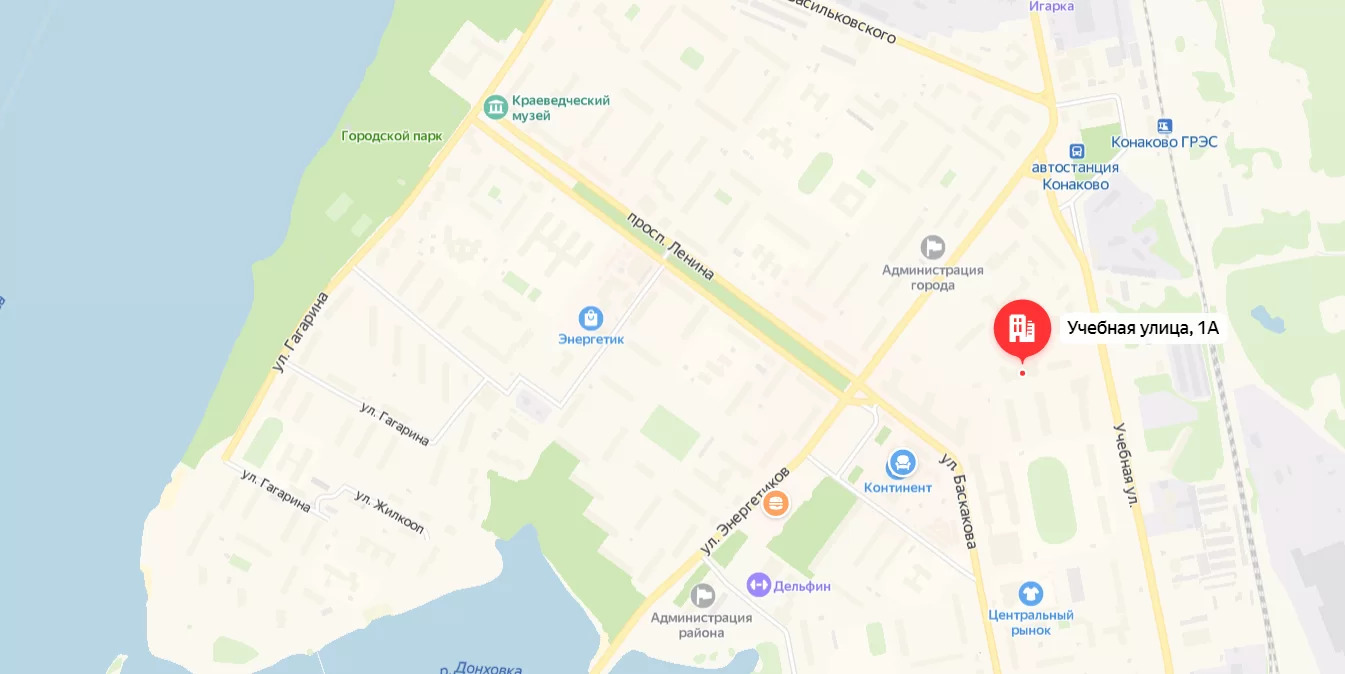 Игарка
Васильковского
Краеведческий
музей
Городской парк
Конаково ГРЭС
автостанция
Конаково
просп. Ленина
Администрация
города
ул. Гагарина
Энергетик
Учебная улица, 1А
ул. Гагарина
Учебная ул.
ул. Баскакова
Континент
ул. Гагарина
ул. Жилкооп
ул. Энергетиков
Дельфин
Администрация
района
Центральный
рынок
р. Донховка